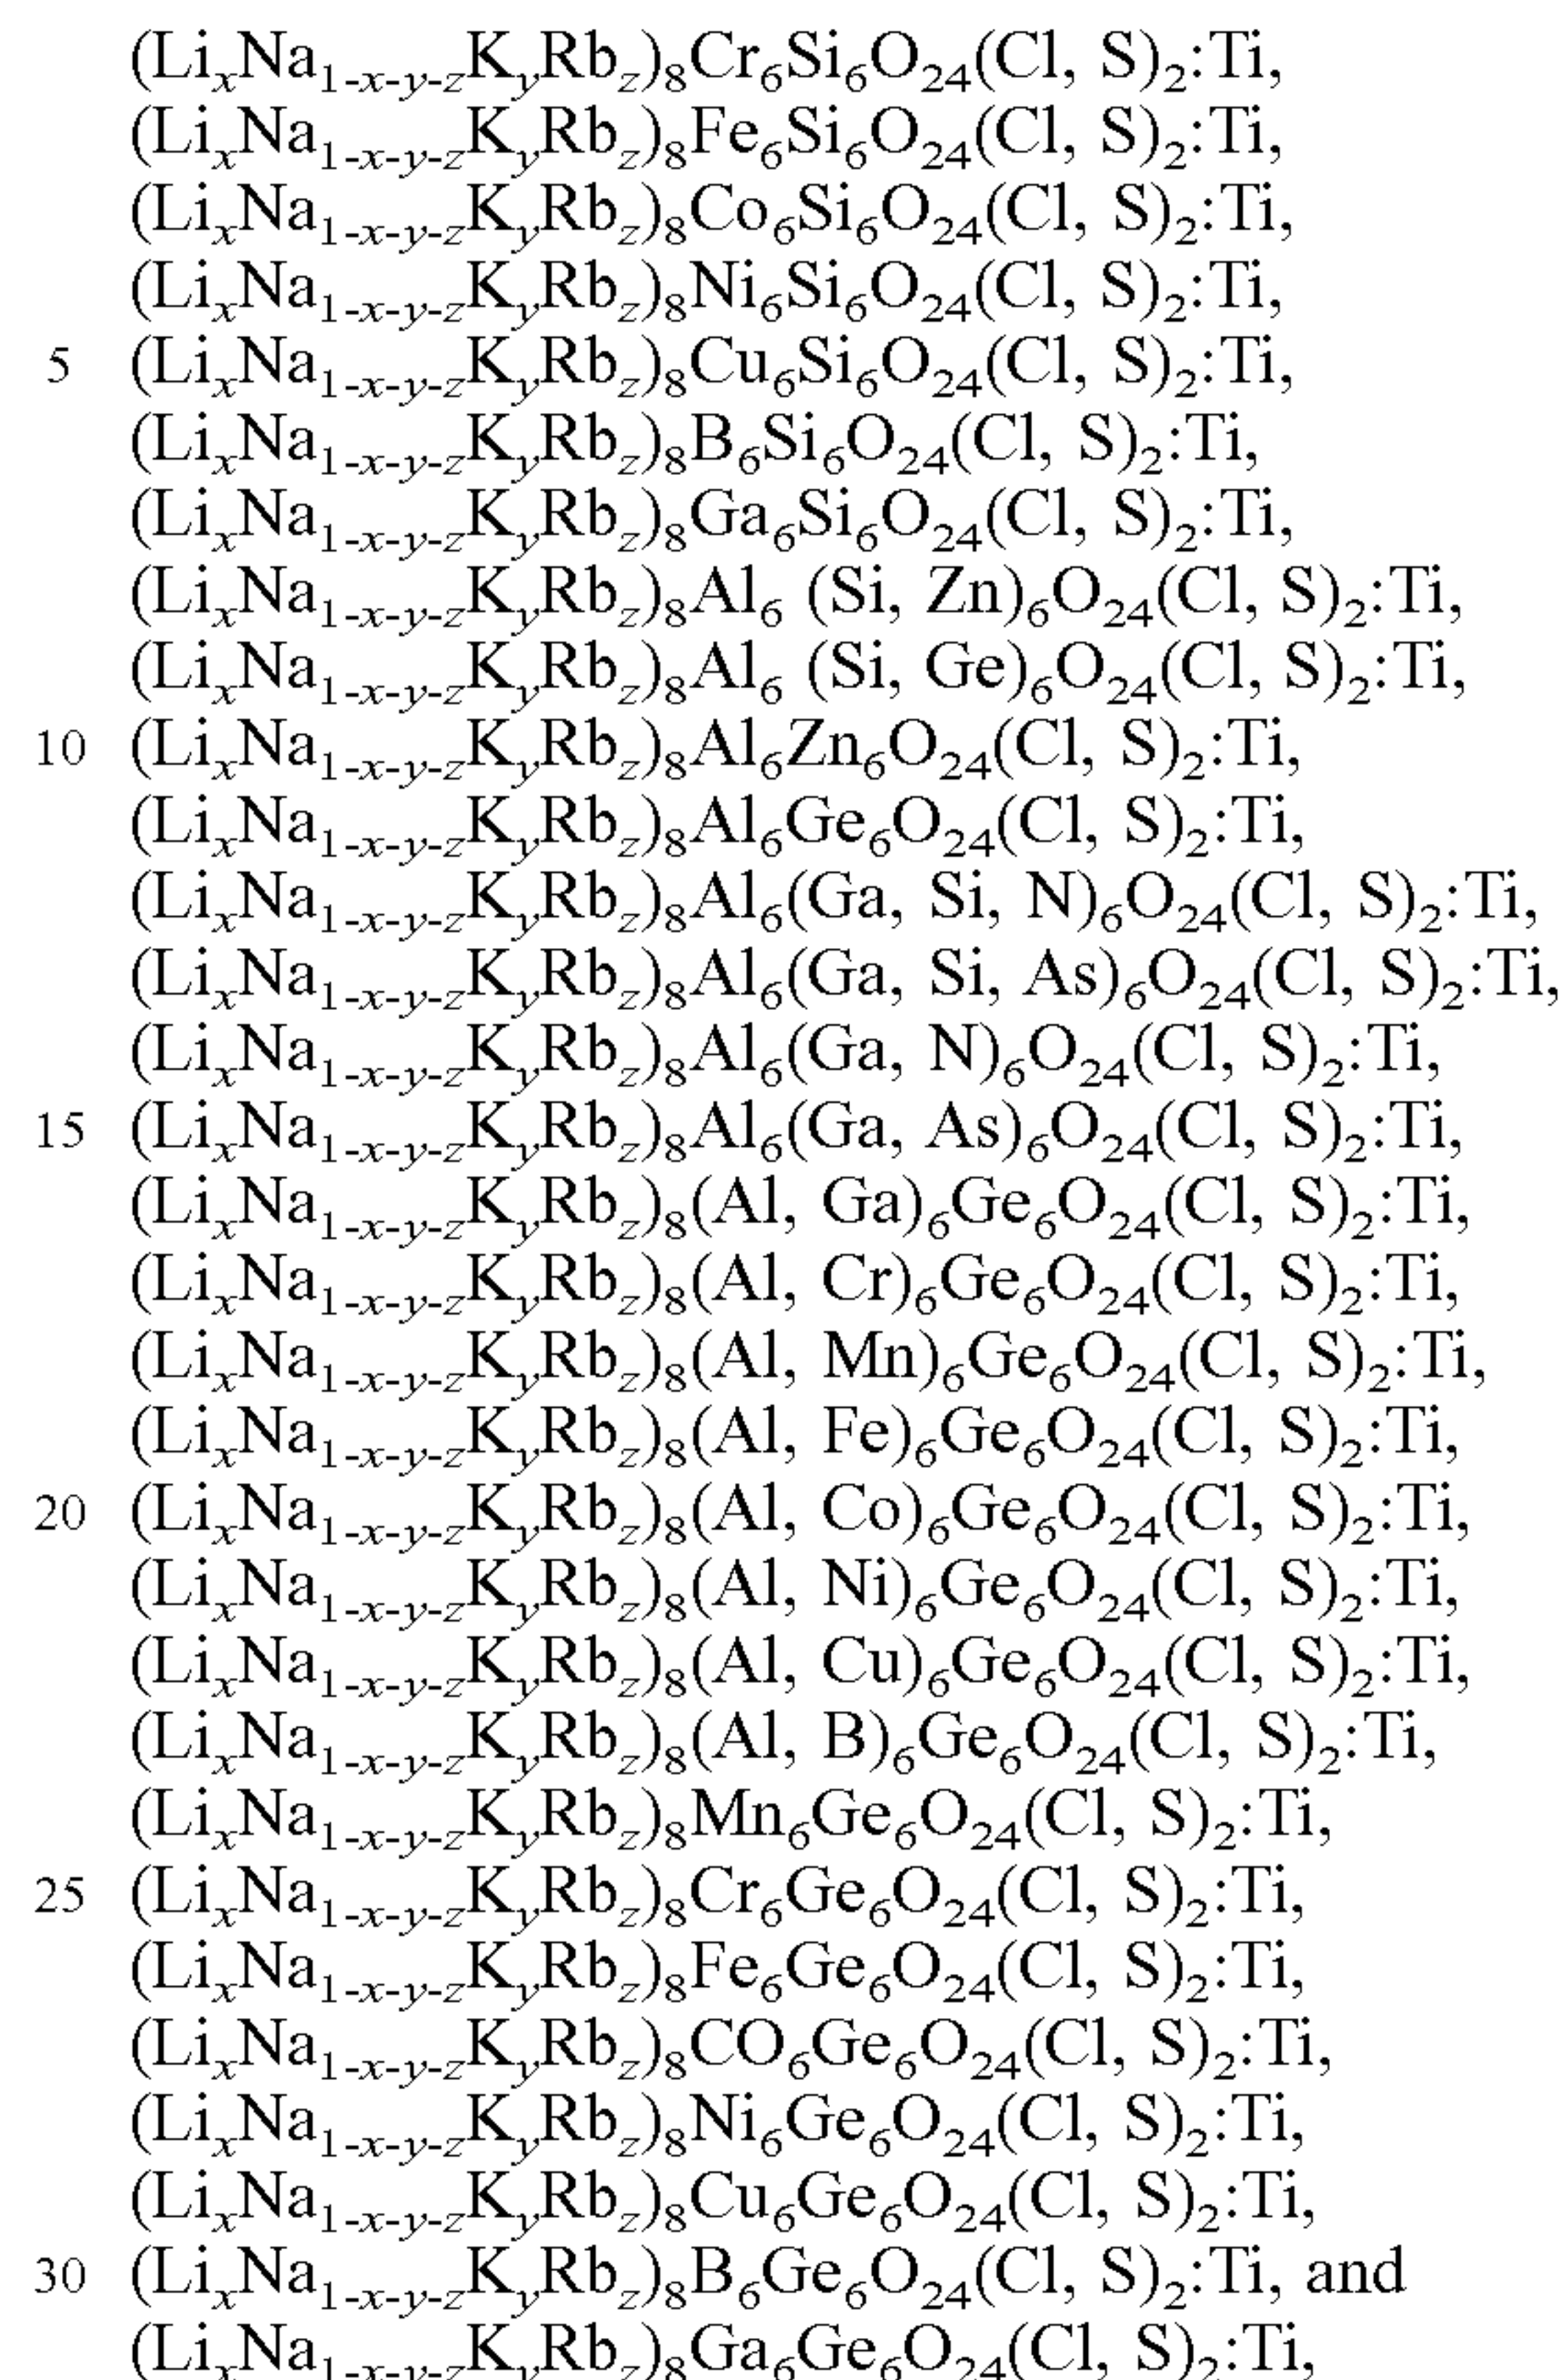 (LiₓNa₁₋ₓ₋y₋zKyRbz)₈Cr₆Si₆O₂₄(Cl, S)₂:Ti,
(LiₓNa₁₋ₓ₋y₋zKyRbz)₈Fe₆Si₆O₂₄(Cl, S)₂:Ti,
(LiₓNa₁₋ₓ₋y₋zKyRbz)₈Co₆Si₆O₂₄(Cl, S)₂:Ti,
(LiₓNa₁₋ₓ₋y₋zKyRbz)₈Ni₆Si₆O₂₄(Cl, S)₂:Ti,
5 (LiₓNa₁₋ₓ₋y₋zKyRbz)₈Cu₆Si₆O₂₄(Cl, S)₂:Ti,
(LiₓNa₁₋ₓ₋y₋zKyRbz)₈B₆Si₆O₂₄(Cl, S)₂:Ti,
(LiₓNa₁₋ₓ₋y₋zKyRbz)₈Ga₆Si₆O₂₄(Cl, S)₂:Ti,
(LiₓNa₁₋ₓ₋y₋zKyRbz)₈Al₆ (Si, Zn)₆O₂₄(Cl, S)₂:Ti,
(LiₓNa₁₋ₓ₋y₋zKyRbz)₈Al₆ (Si, Ge)₆O₂₄(Cl, S)₂:Ti,
10 (LiₓNa₁₋ₓ₋y₋zKyRbz)₈Al₆Zn₆O₂₄(Cl, S)₂:Ti,
(LiₓNa₁₋ₓ₋y₋zKyRbz)₈Al₆Ge₆O₂₄(Cl, S)₂:Ti,
(LiₓNa₁₋ₓ₋y₋zKyRbz)₈Al₆(Ga, Si, N)₆O₂₄(Cl, S)₂:Ti,
(LiₓNa₁₋ₓ₋y₋zKyRbz)₈Al₆(Ga, Si, As)₆O₂₄(Cl, S)₂:Ti,
(LiₓNa₁₋ₓ₋y₋zKyRbz)₈Al₆(Ga, N)₆O₂₄(Cl, S)₂:Ti,
15 (LiₓNa₁₋ₓ₋y₋zKyRbz)₈Al₆(Ga, As)₆O₂₄(Cl, S)₂:Ti,
(LiₓNa₁₋ₓ₋y₋zKyRbz)₈(Al, Ga)₆Ge₆O₂₄(Cl, S)₂:Ti,
(LiₓNa₁₋ₓ₋y₋zKyRbz)₈(Al, Cr)₆Ge₆O₂₄(Cl, S)₂:Ti,
(LiₓNa₁₋ₓ₋y₋zKyRbz)₈(Al, Mn)₆Ge₆O₂₄(Cl, S)₂:Ti,
(LiₓNa₁₋ₓ₋y₋zKyRbz)₈(Al, Fe)₆Ge₆O₂₄(Cl, S)₂:Ti,
20 (LiₓNa₁₋ₓ₋y₋zKyRbz)₈(Al, Co)₆Ge₆O₂₄(Cl, S)₂:Ti,
(LiₓNa₁₋ₓ₋y₋zKyRbz)₈(Al, Ni)₆Ge₆O₂₄(Cl, S)₂:Ti,
(LiₓNa₁₋ₓ₋y₋zKyRbz)₈(Al, Cu)₆Ge₆O₂₄(Cl, S)₂:Ti,
(LiₓNa₁₋ₓ₋y₋zKyRbz)₈(Al, B)₆Ge₆O₂₄(Cl, S)₂:Ti,
(LiₓNa₁₋ₓ₋y₋zKyRbz)₈Mn₆Ge₆O₂₄(Cl, S)₂:Ti,
25 (LiₓNa₁₋ₓ₋y₋zKyRbz)₈Cr₆Ge₆O₂₄(Cl, S)₂:Ti,
(LiₓNa₁₋ₓ₋y₋zKyRbz)₈Fe₆Ge₆O₂₄(Cl, S)₂:Ti,
(LiₓNa₁₋ₓ₋y₋zKyRbz)₈CO₆Ge₆O₂₄(Cl, S)₂:Ti,
(LiₓNa₁₋ₓ₋y₋zKyRbz)₈Ni₆Ge₆O₂₄(Cl, S)₂:Ti,
(LiₓNa₁₋ₓ₋y₋zKyRbz)₈Cu₆Ge₆O₂₄(Cl, S)₂:Ti,
30 (LiₓNa₁₋ₓ₋y₋zKyRbz)₈B₆Ge₆O₂₄(Cl, S)₂:Ti, and
(LiₓNa₁₋ₓ₋y₋zKyRbz)₈Ga₆Ge₆O₂₄(Cl, S)₂:Ti,